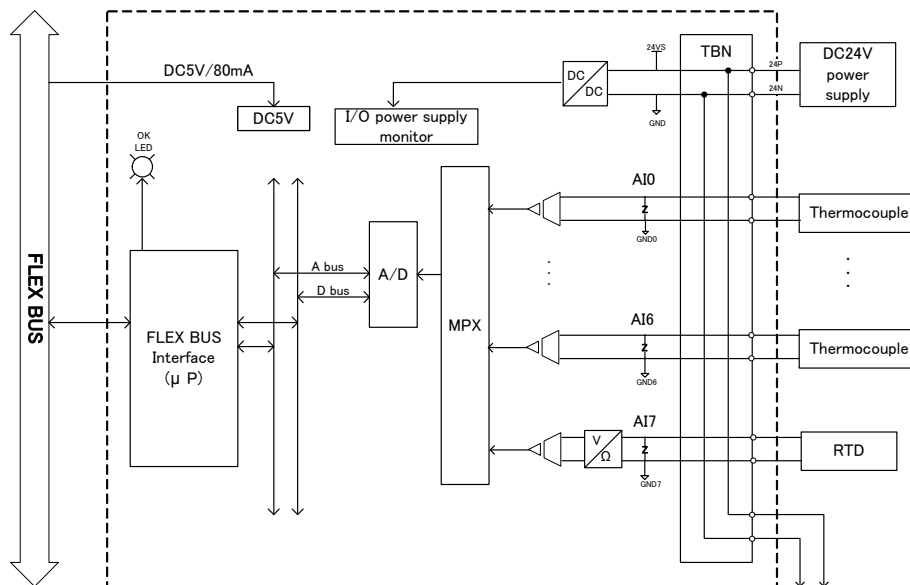 DC5V/80mA
DC5V
I/O power supply
monitor
DC
DC
24VS
GND
TBN
24P
24N
DC24V
power
supply
OK
LED
FLEX BUS
FLEX BUS
Interface
(μ P)
A bus
D bus
A/D
MPX
AI0
Z
GND0
Thermocouple
AI6
Z
GND6
Thermocouple
AI7
V
Ω
Z
GND7
RTD